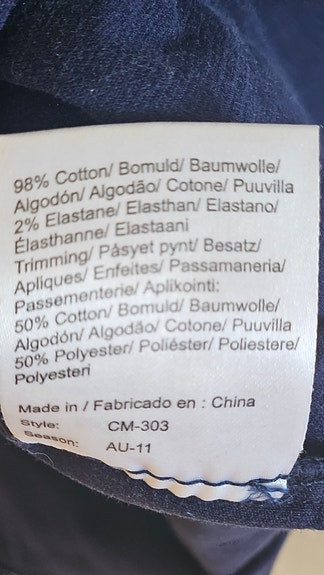 98% Cotton/ Bomuld/ Baumwolle/
Algodón/ Algodão/ Cotone/ Puuvilla
2% Elastane/ Elasthan/ Elastano/
Élasthanne/ Elastaani
Trimming/ Påsyet pynt/ Besatz/
Apliques/ Enfeites/ Passamaneria/
Passementerie/ Aplikointi:
50% Cotton/ Bomuld/ Baumwolle/
Algodón/ Algodão/ Cotone/ Puuvilla
50% Polyester/ Poliéster/ Poliestere/
Polyesteri
Made in / Fabricado en : China
Style: CM-303
Season: AU-11